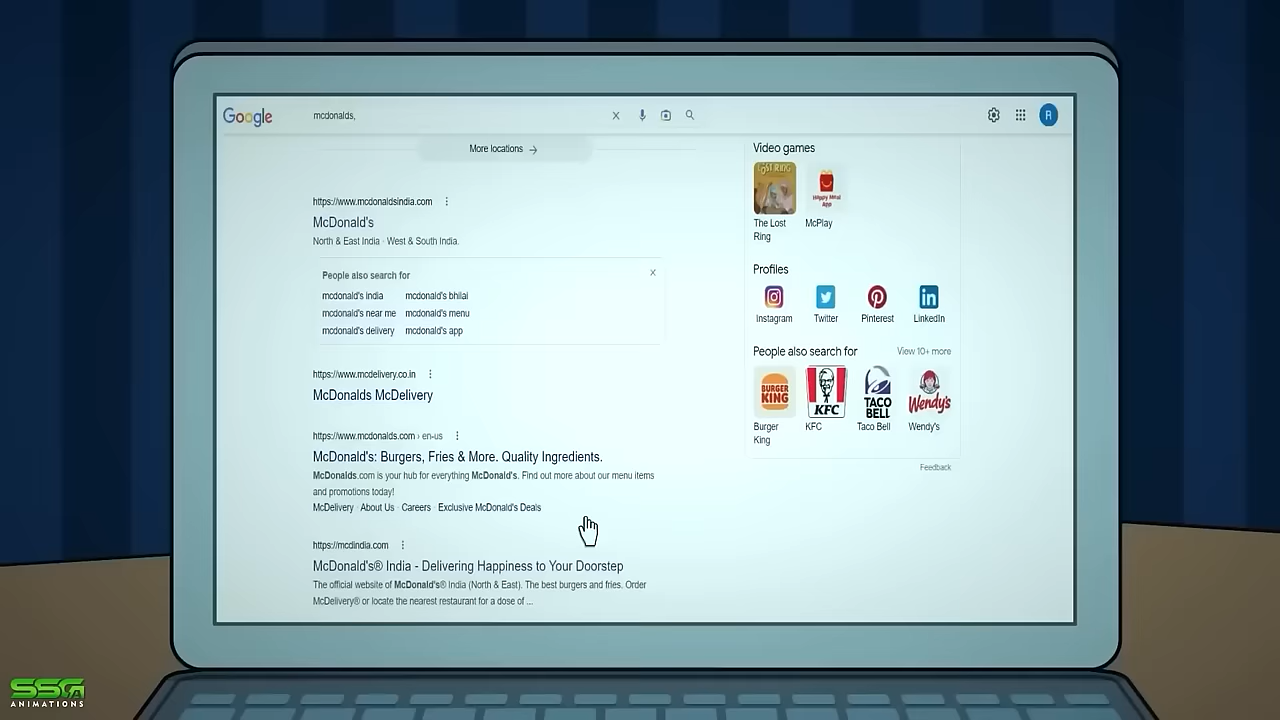 Google
mcdonalds,
R
More locations
https://www.mcdonaldsindia.com
McDonald's
North & East India · West & South India.
People also search for
mcdonald's india
mcdonald's bhilai
mcdonald's near me
mcdonald's menu
mcdonald's delivery
mcdonald's app
https://www.mcdelivery.co.in
McDonalds McDelivery
https://www.mcdonalds.com › en-us
McDonald's: Burgers, Fries & More. Quality Ingredients.
McDonalds.com is your hub for everything McDonald's. Find out more about our menu items
and promotions today!
McDelivery · About Us · Careers · Exclusive McDonald's Deals
https://mcdindia.com
McDonald's® India - Delivering Happiness to Your Doorstep
The official website of McDonald's® India (North & East). The best burgers and fries. Order
McDelivery® or locate the nearest restaurant for a dose of ...
Video games
LOST RING
Happy Meal
App
The Lost
Ring
McPlay
Profiles
Instagram
Twitter
Pinterest
LinkedIn
People also search for
View 10+ more
BURGER
KING
KFC
TACO
BELL
Wendy's
Burger
King
KFC
Taco Bell
Wendy's
Feedback
SSGA
ANIMATIONS